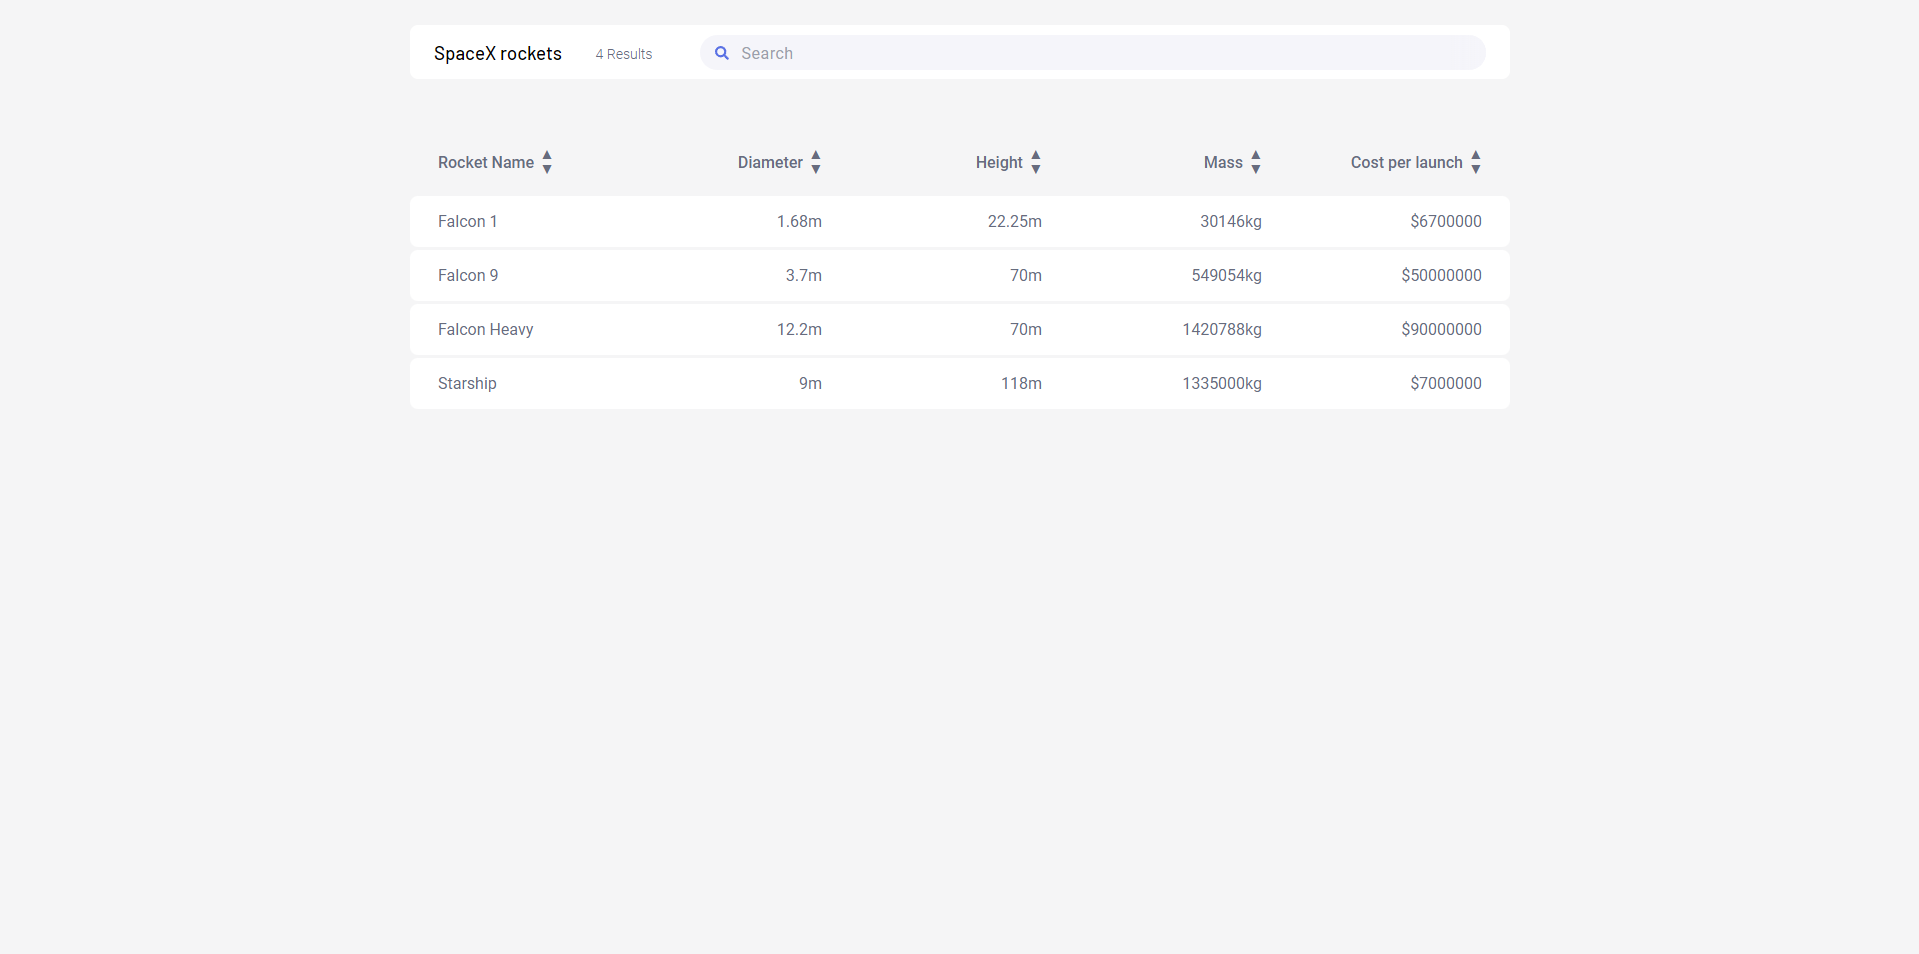 SpaceX rockets 4 Results Search
Rocket Name ▲▼ Diameter ▲▼ Height ▲▼ Mass ▲▼ Cost per launch ▲▼
Falcon 1 1.68m 22.25m 30146kg $6700000
Falcon 9 3.7m 70m 549054kg $50000000
Falcon Heavy 12.2m 70m 1420788kg $90000000
Starship 9m 118m 1335000kg $7000000